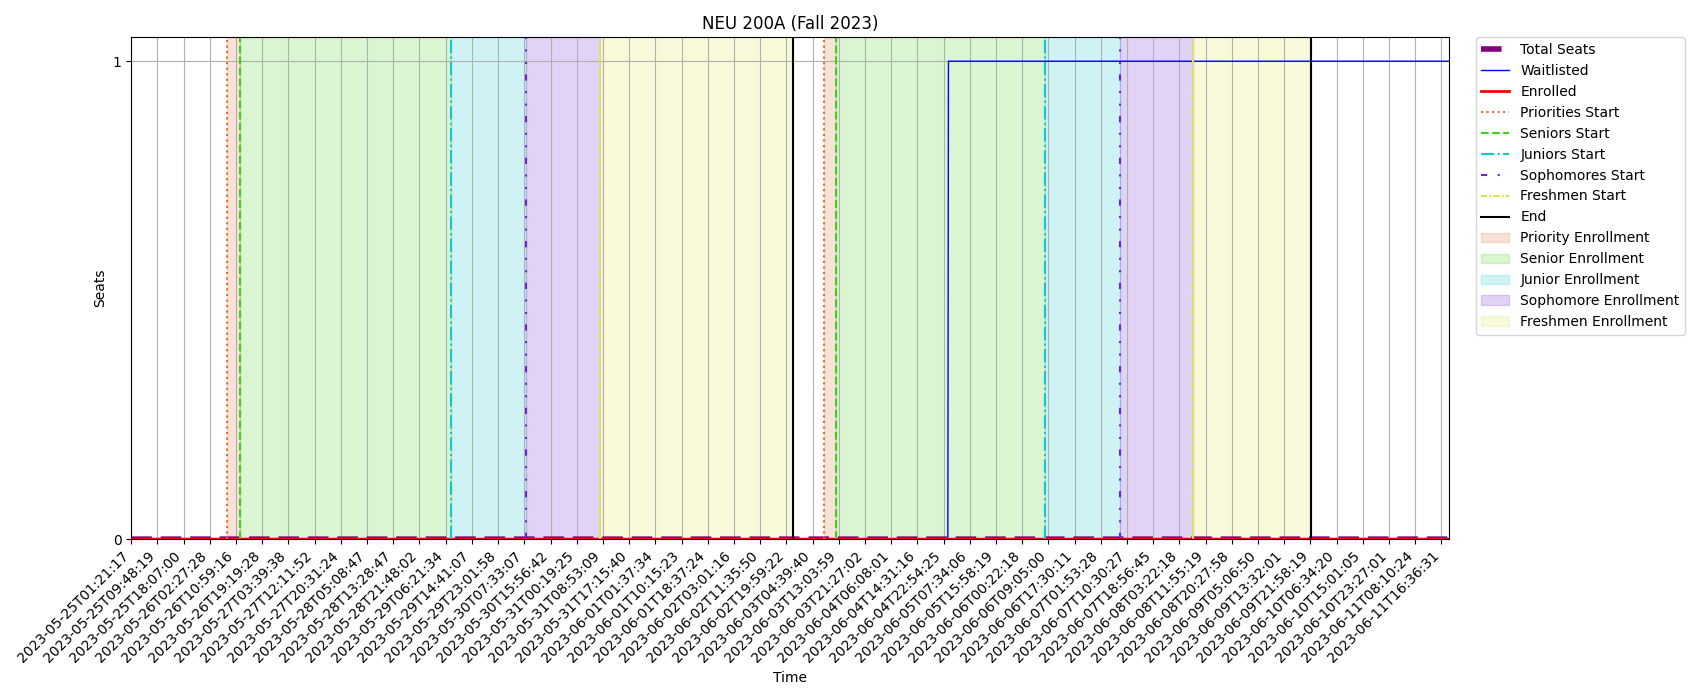 NEU 200A (Fall 2023)
1
0
Seats
2023-05-25T01:21:17
2023-05-25T09:48:19
2023-05-25T18:07:00
2023-05-26T02:27:28
2023-05-26T10:59:16
2023-05-26T19:19:28
2023-05-27T03:39:38
2023-05-27T12:11:52
2023-05-27T20:31:24
2023-05-28T05:08:47
2023-05-28T13:28:47
2023-05-28T21:48:02
2023-05-29T06:21:34
2023-05-29T14:41:07
2023-05-29T23:01:58
2023-05-30T07:33:07
2023-05-30T15:56:42
2023-05-31T00:19:25
2023-05-31T08:53:09
2023-05-31T17:15:40
2023-06-01T01:37:34
2023-06-01T10:15:23
2023-06-01T18:37:24
2023-06-02T03:01:16
2023-06-02T11:35:50
2023-06-02T19:59:22
2023-06-03T04:39:40
2023-06-03T13:03:59
2023-06-03T21:27:02
2023-06-04T06:08:01
2023-06-04T14:31:16
2023-06-04T22:54:25
2023-06-05T07:34:06
2023-06-05T15:58:19
2023-06-06T00:22:18
2023-06-06T09:05:00
2023-06-06T17:30:11
2023-06-07T01:53:28
2023-06-07T10:30:27
2023-06-07T18:56:45
2023-06-08T03:22:18
2023-06-08T11:55:19
2023-06-08T20:27:58
2023-06-09T05:06:50
2023-06-09T13:32:01
2023-06-09T21:58:19
2023-06-10T06:34:20
2023-06-10T15:01:05
2023-06-10T23:27:01
2023-06-11T08:10:24
2023-06-11T16:36:31
Time
Total Seats
Waitlisted
Enrolled
Priorities Start
Seniors Start
Juniors Start
Sophomores Start
Freshmen Start
End
Priority Enrollment
Senior Enrollment
Junior Enrollment
Sophomore Enrollment
Freshmen Enrollment